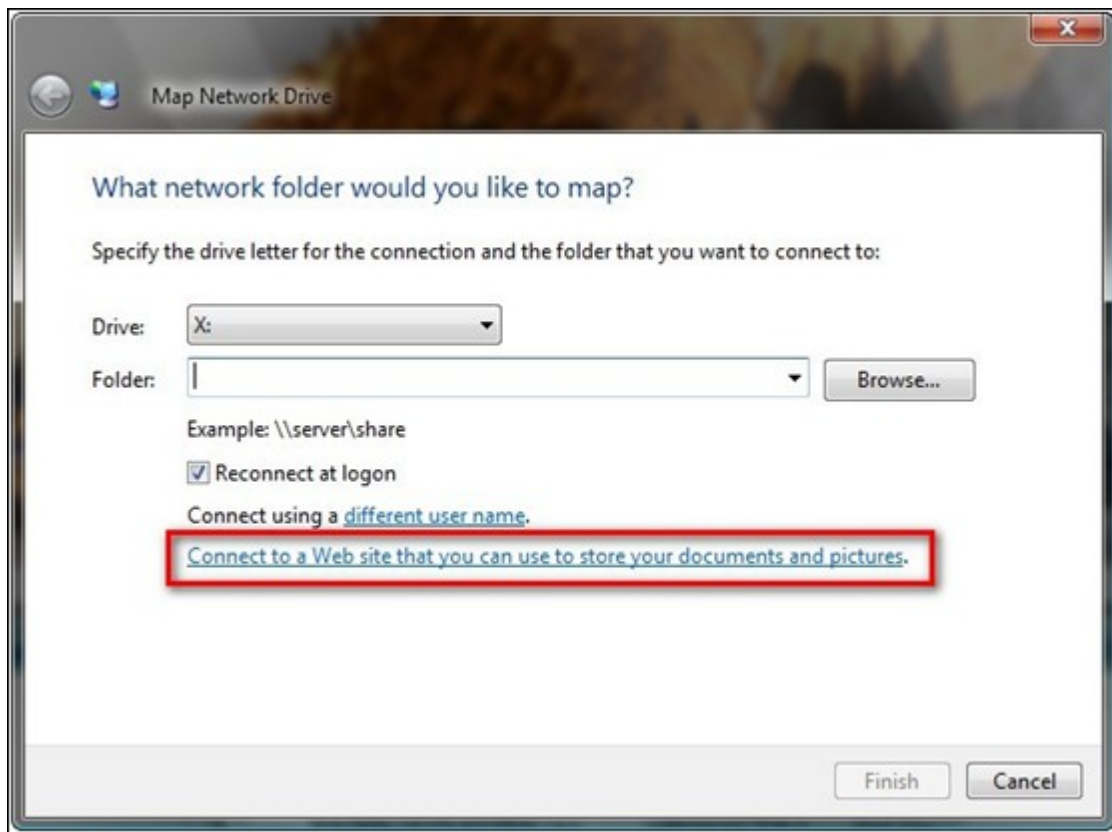 Map Network Drive
What network folder would you like to map?
Specify the drive letter for the connection and the folder that you want to connect to:
Drive: X:
Folder: Browse...
Example: \\server\share
Reconnect at logon
Connect using a different user name.
Connect to a Web site that you can use to store your documents and pictures.
Finish Cancel